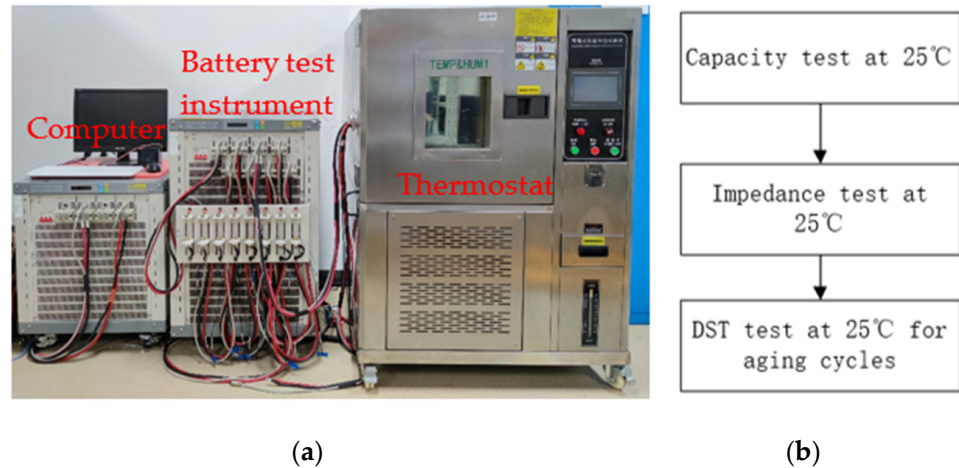 Battery test
instrument
Computer
TEMP&HUMI
Thermostat
Capacity test at 25℃
Impedance test at
25℃
DST test at 25℃ for
aging cycles
(a)
(b)